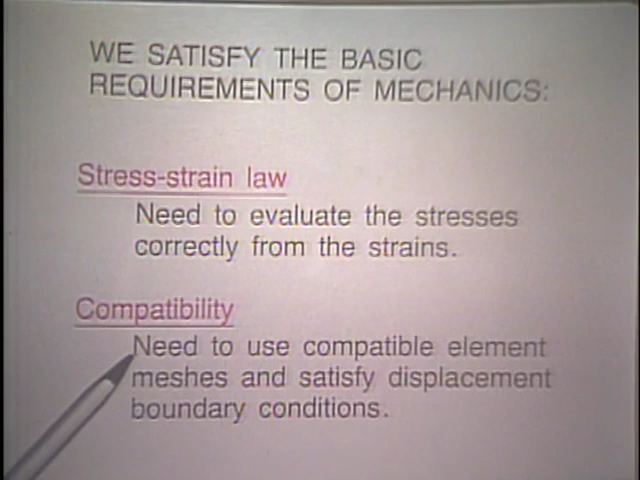 WE SATISFY THE BASIC
REQUIREMENTS OF MECHANICS:
Stress-strain law
Need to evaluate the stresses
correctly from the strains.
Compatibility
Need to use compatible element
meshes and satisfy displacement
boundary conditions.